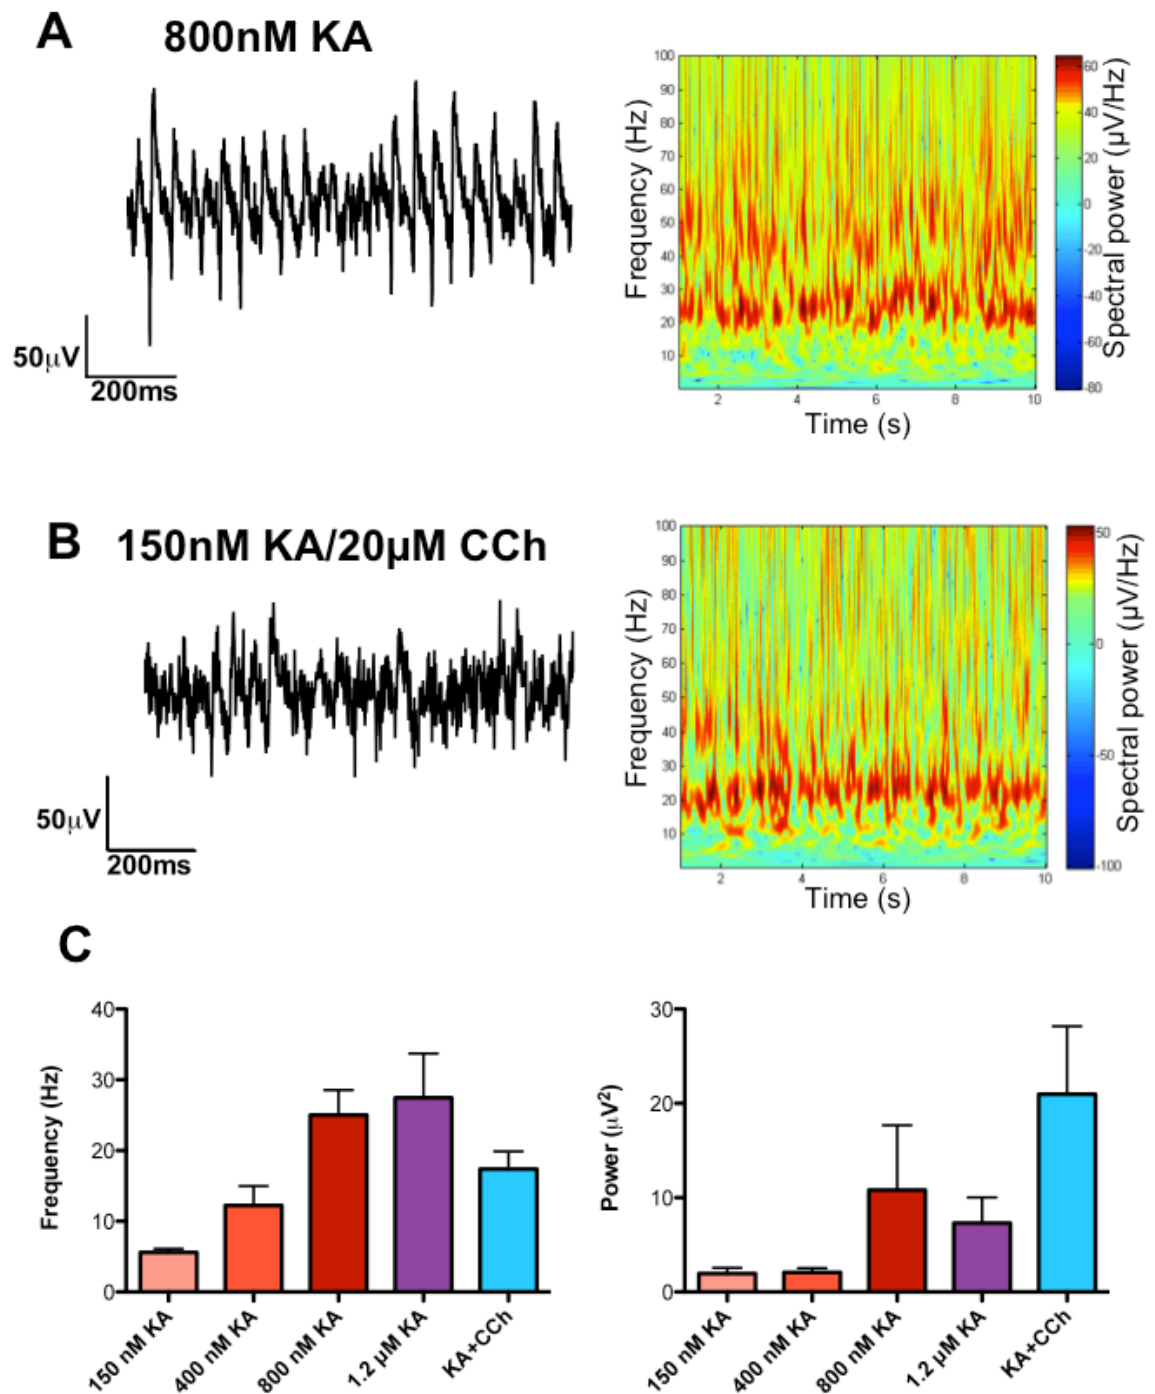 A
800nM KA
50µV
200ms
Frequency (Hz)
100
90
80
70
60
50
40
30
20
10
2
4
6
8
10
Time (s)
60
40
20
0
-20
-40
-60
-80
Spectral power (µV/Hz)
B
150nM KA/20µM CCh
50µV
200ms
Frequency (Hz)
100
90
80
70
60
50
40
30
20
10
2
4
6
8
10
Time (s)
50
0
-50
-100
Spectral power (µV/Hz)
C
Frequency (Hz)
40
30
20
10
0
150 nM KA
400 nM KA
800 nM KA
1.2 µM KA
KA+CCh
Power (µV²)
30
20
10
0
150 nM KA
400 nM KA
800 nM KA
1.2 µM KA
KA+CCh